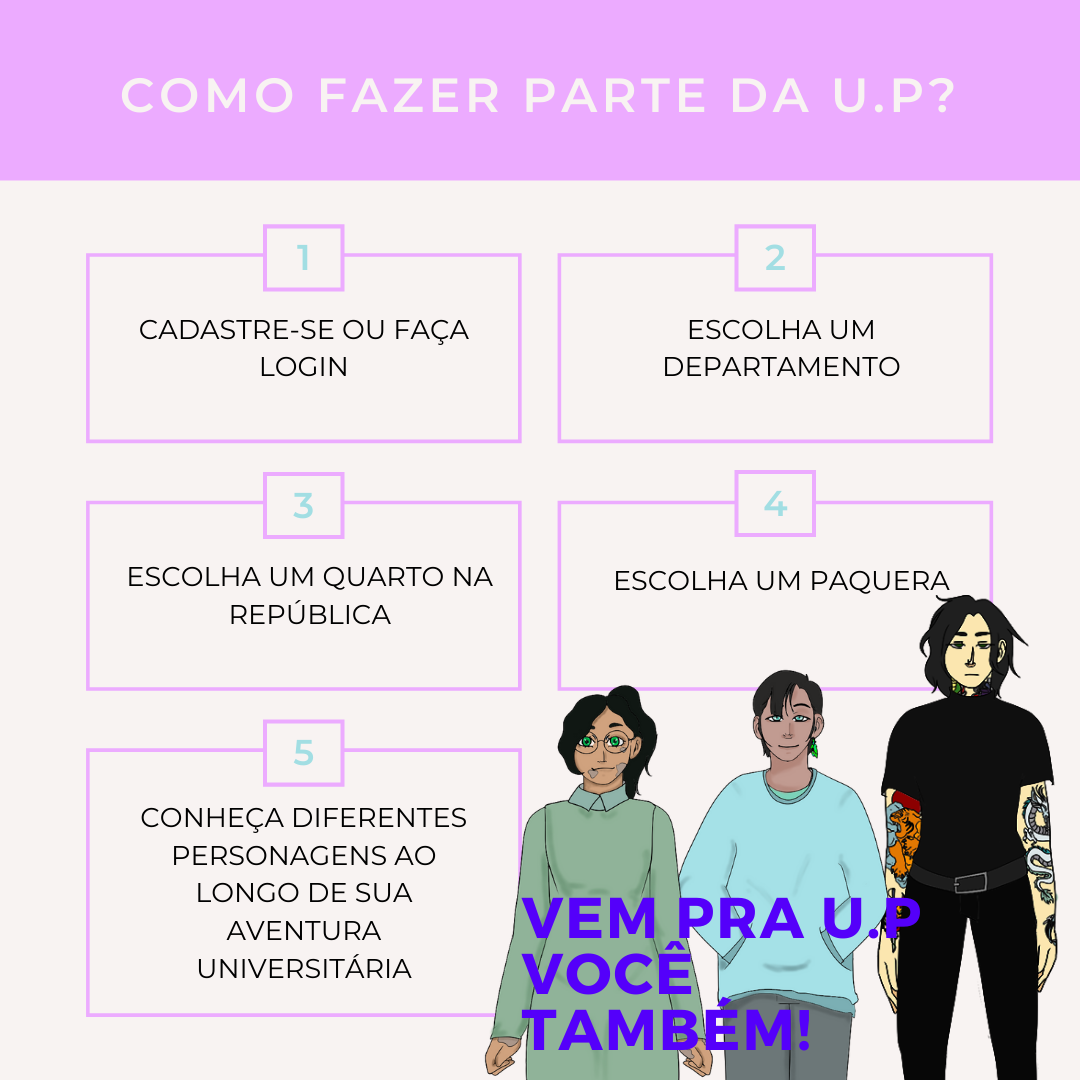 COMO FAZER PARTE DA U.P?
1
CADASTRE-SE OU FAÇA
LOGIN
2
ESCOLHA UM
DEPARTAMENTO
3
ESCOLHA UM QUARTO NA
REPÚBLICA
4
ESCOLHA UM PAQUERA
5
CONHEÇA DIFERENTES
PERSONAGENS AO
LONGO DE SUA
AVENTURA
UNIVERSITÁRIA
VEM PRA U.P
VOCÊ
TAMBÉM!